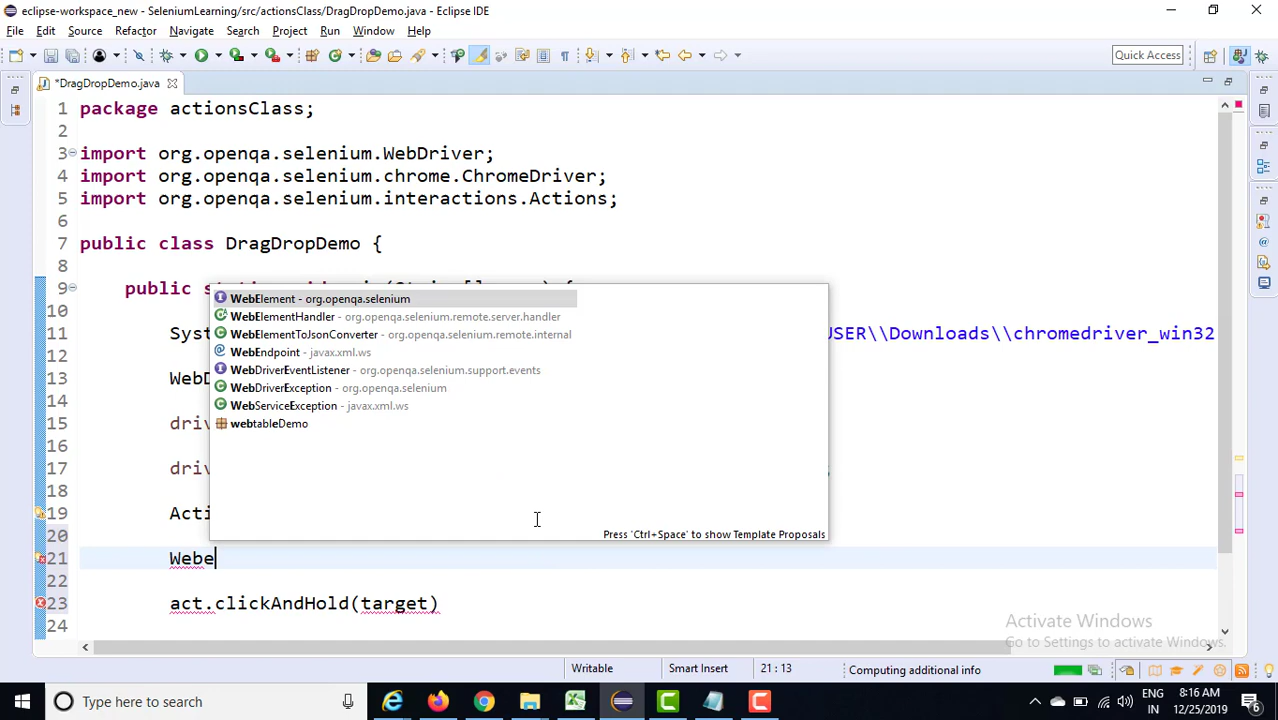 eclipse-workspace_new - SeleniumLearning/src/actionsClass/DragDropDemo.java - Eclipse IDE
File Edit Source Refactor Navigate Search Project Run Window Help
Quick Access
*DragDropDemo.java
1 package actionsClass;
2
3 import org.openqa.selenium.WebDriver;
4 import org.openqa.selenium.chrome.ChromeDriver;
5 import org.openqa.selenium.interactions.Actions;
6
7 public class DragDropDemo {
8
9 public
10
11 Syst USER\\Downloads\\chromedriver_win32
WebElement - org.openqa.selenium
WebElementHandler - org.openqa.selenium.remote.server.handler
WebElementToJsonConverter - org.openqa.selenium.remote.internal
WebEndpoint - javax.xml.ws
WebDriverEventListener - org.openqa.selenium.support.events
WebDriverException - org.openqa.selenium
WebServiceException - javax.xml.ws
webtableDemo
Press 'Ctrl+Space' to show Template Proposals
12
13 WebD
14
15 driv
16
17 driv
18
19 Acti
20
21 Webe
22
23 act.clickAndHold(target)
24
Activate Windows
Go to Settings to activate Windows.
Writable Smart Insert 21 : 13 Computing additional info
Type here to search
ENG 8:16 AM
IN 12/25/2019
6